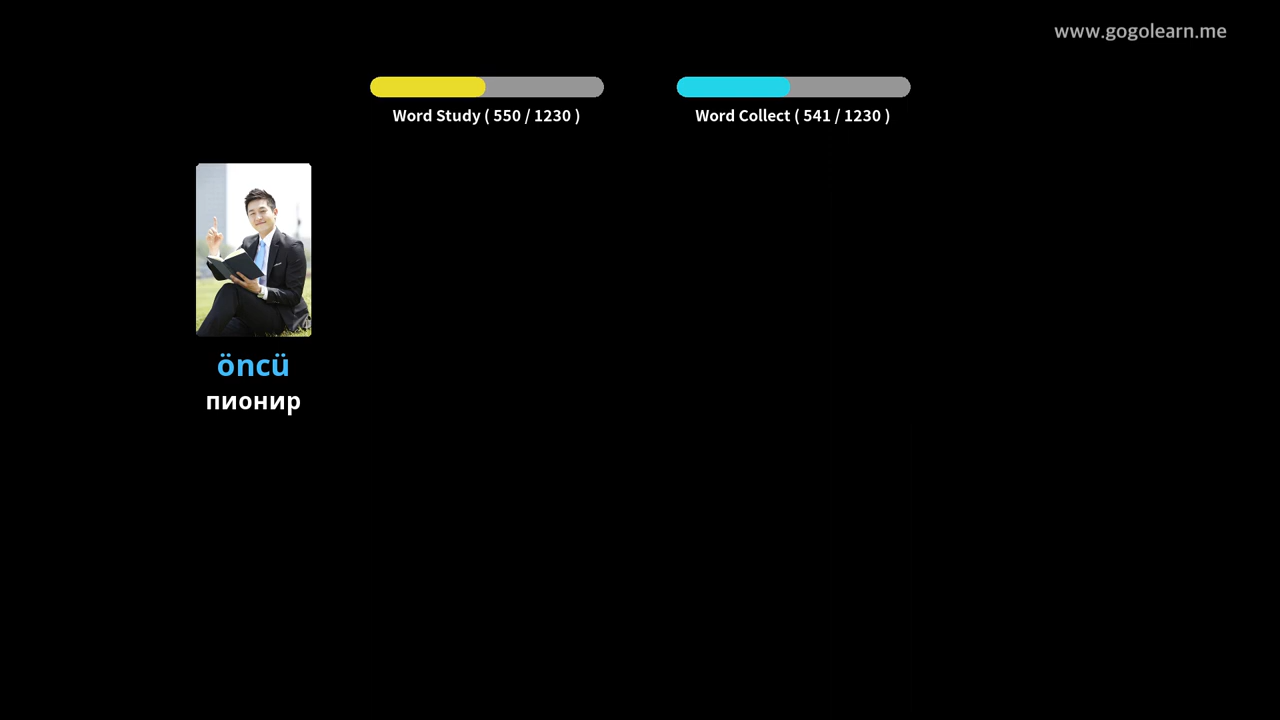 www.gogolearn.me
Word Study ( 550 / 1230 )
Word Collect ( 541 / 1230 )
öncü
пионир